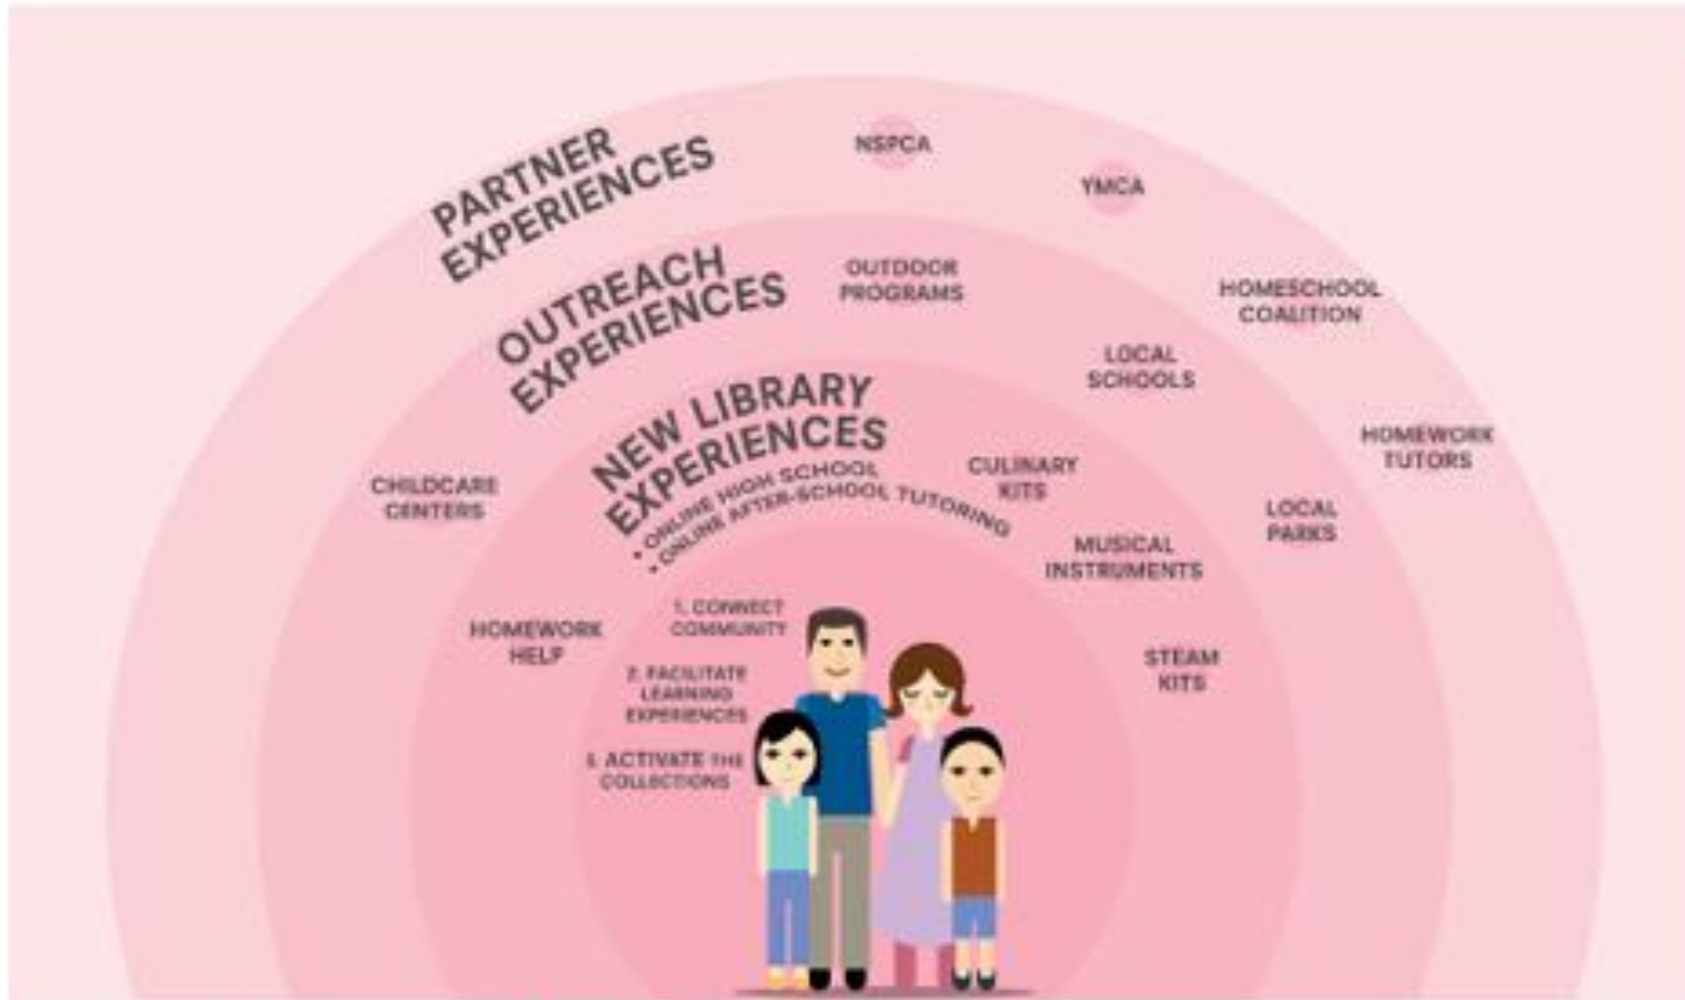 PARTNER
EXPERIENCES
NSPCA
YMCA
HOMESCHOOL
COALITION
HOMEWORK
TUTORS
OUTREACH
EXPERIENCES
OUTDOOR
PROGRAMS
LOCAL
SCHOOLS
LOCAL
PARKS
CHILDCARE
CENTERS
NEW LIBRARY
EXPERIENCES
• ONLINE HIGH SCHOOL
• ONLINE AFTER-SCHOOL TUTORING
CULINARY
KITS
MUSICAL
INSTRUMENTS
STEAM
KITS
HOMEWORK
HELP
1. CONNECT
COMMUNITY
2. FACILITATE
LEARNING
EXPERIENCES
3. ACTIVATE THE
COLLECTIONS